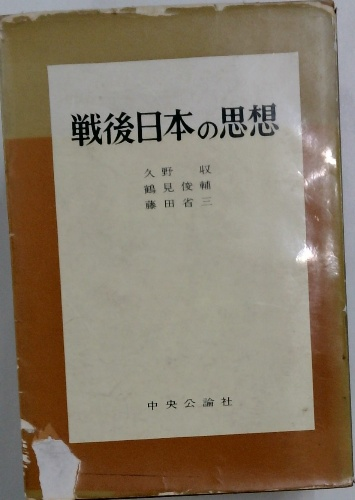 戦後日本の思想
久野 収
鶴見俊輔
藤田省三
中央公論社